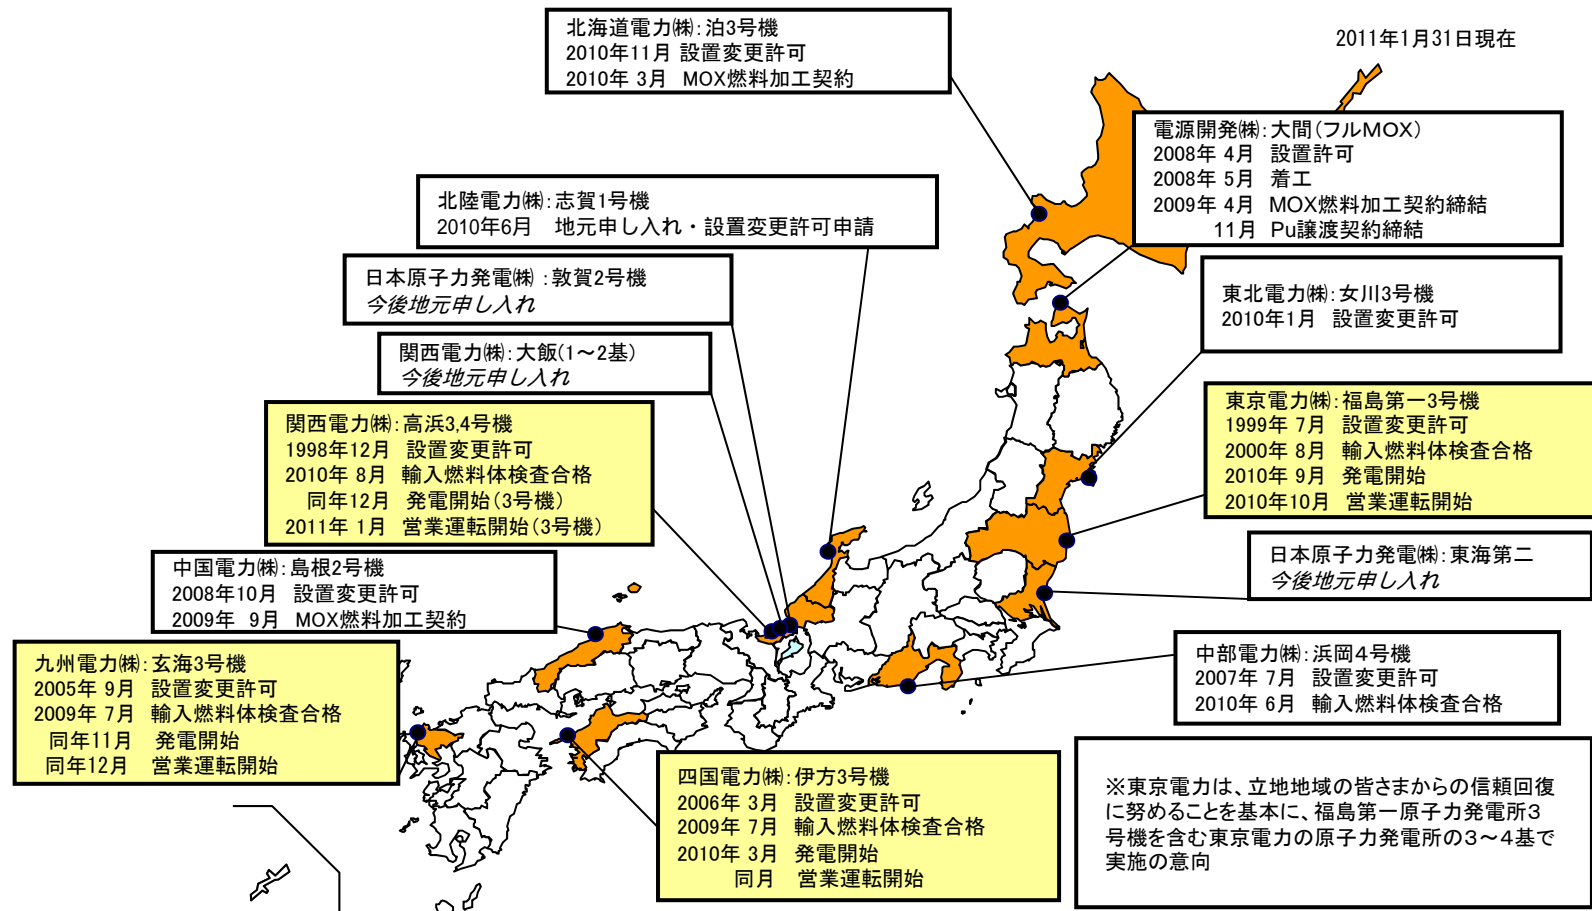 2011年1月31日現在
北海道電力㈱：泊3号機
2010年11月 設置変更許可
2010年 3月 MOX燃料加工契約
電源開発㈱：大間（フルMOX）
2008年 4月 設置許可
2008年 5月 着工
2009年 4月 MOX燃料加工契約締結
11月 Pu譲渡契約締結
北陸電力㈱：志賀1号機
2010年6月 地元申し入れ・設置変更許可申請
日本原子力発電㈱：敦賀2号機
今後地元申し入れ
東北電力㈱：女川3号機
2010年1月 設置変更許可
関西電力㈱：大飯(1～2基)
今後地元申し入れ
関西電力㈱：高浜3,4号機
1998年12月 設置変更許可
2010年 8月 輸入燃料体検査合格
同年12月 発電開始（3号機）
2011年 1月 営業運転開始（3号機）
東京電力㈱：福島第一3号機
1999年 7月 設置変更許可
2000年 8月 輸入燃料体検査合格
2010年 9月 発電開始
2010年10月 営業運転開始
日本原子力発電㈱：東海第二
今後地元申し入れ
中国電力㈱：島根2号機
2008年10月 設置変更許可
2009年 9月 MOX燃料加工契約
九州電力㈱：玄海3号機
2005年 9月 設置変更許可
2009年 7月 輸入燃料体検査合格
同年11月 発電開始
同年12月 営業運転開始
中部電力㈱：浜岡4号機
2007年 7月 設置変更許可
2010年 6月 輸入燃料体検査合格
四国電力㈱：伊方3号機
2006年 3月 設置変更許可
2009年 7月 輸入燃料体検査合格
2010年 3月 発電開始
同月 営業運転開始
※東京電力は、立地地域の皆さまからの信頼回復
に努めることを基本に、福島第一原子力発電所３
号機を含む東京電力の原子力発電所の３～４基で
実施の意向